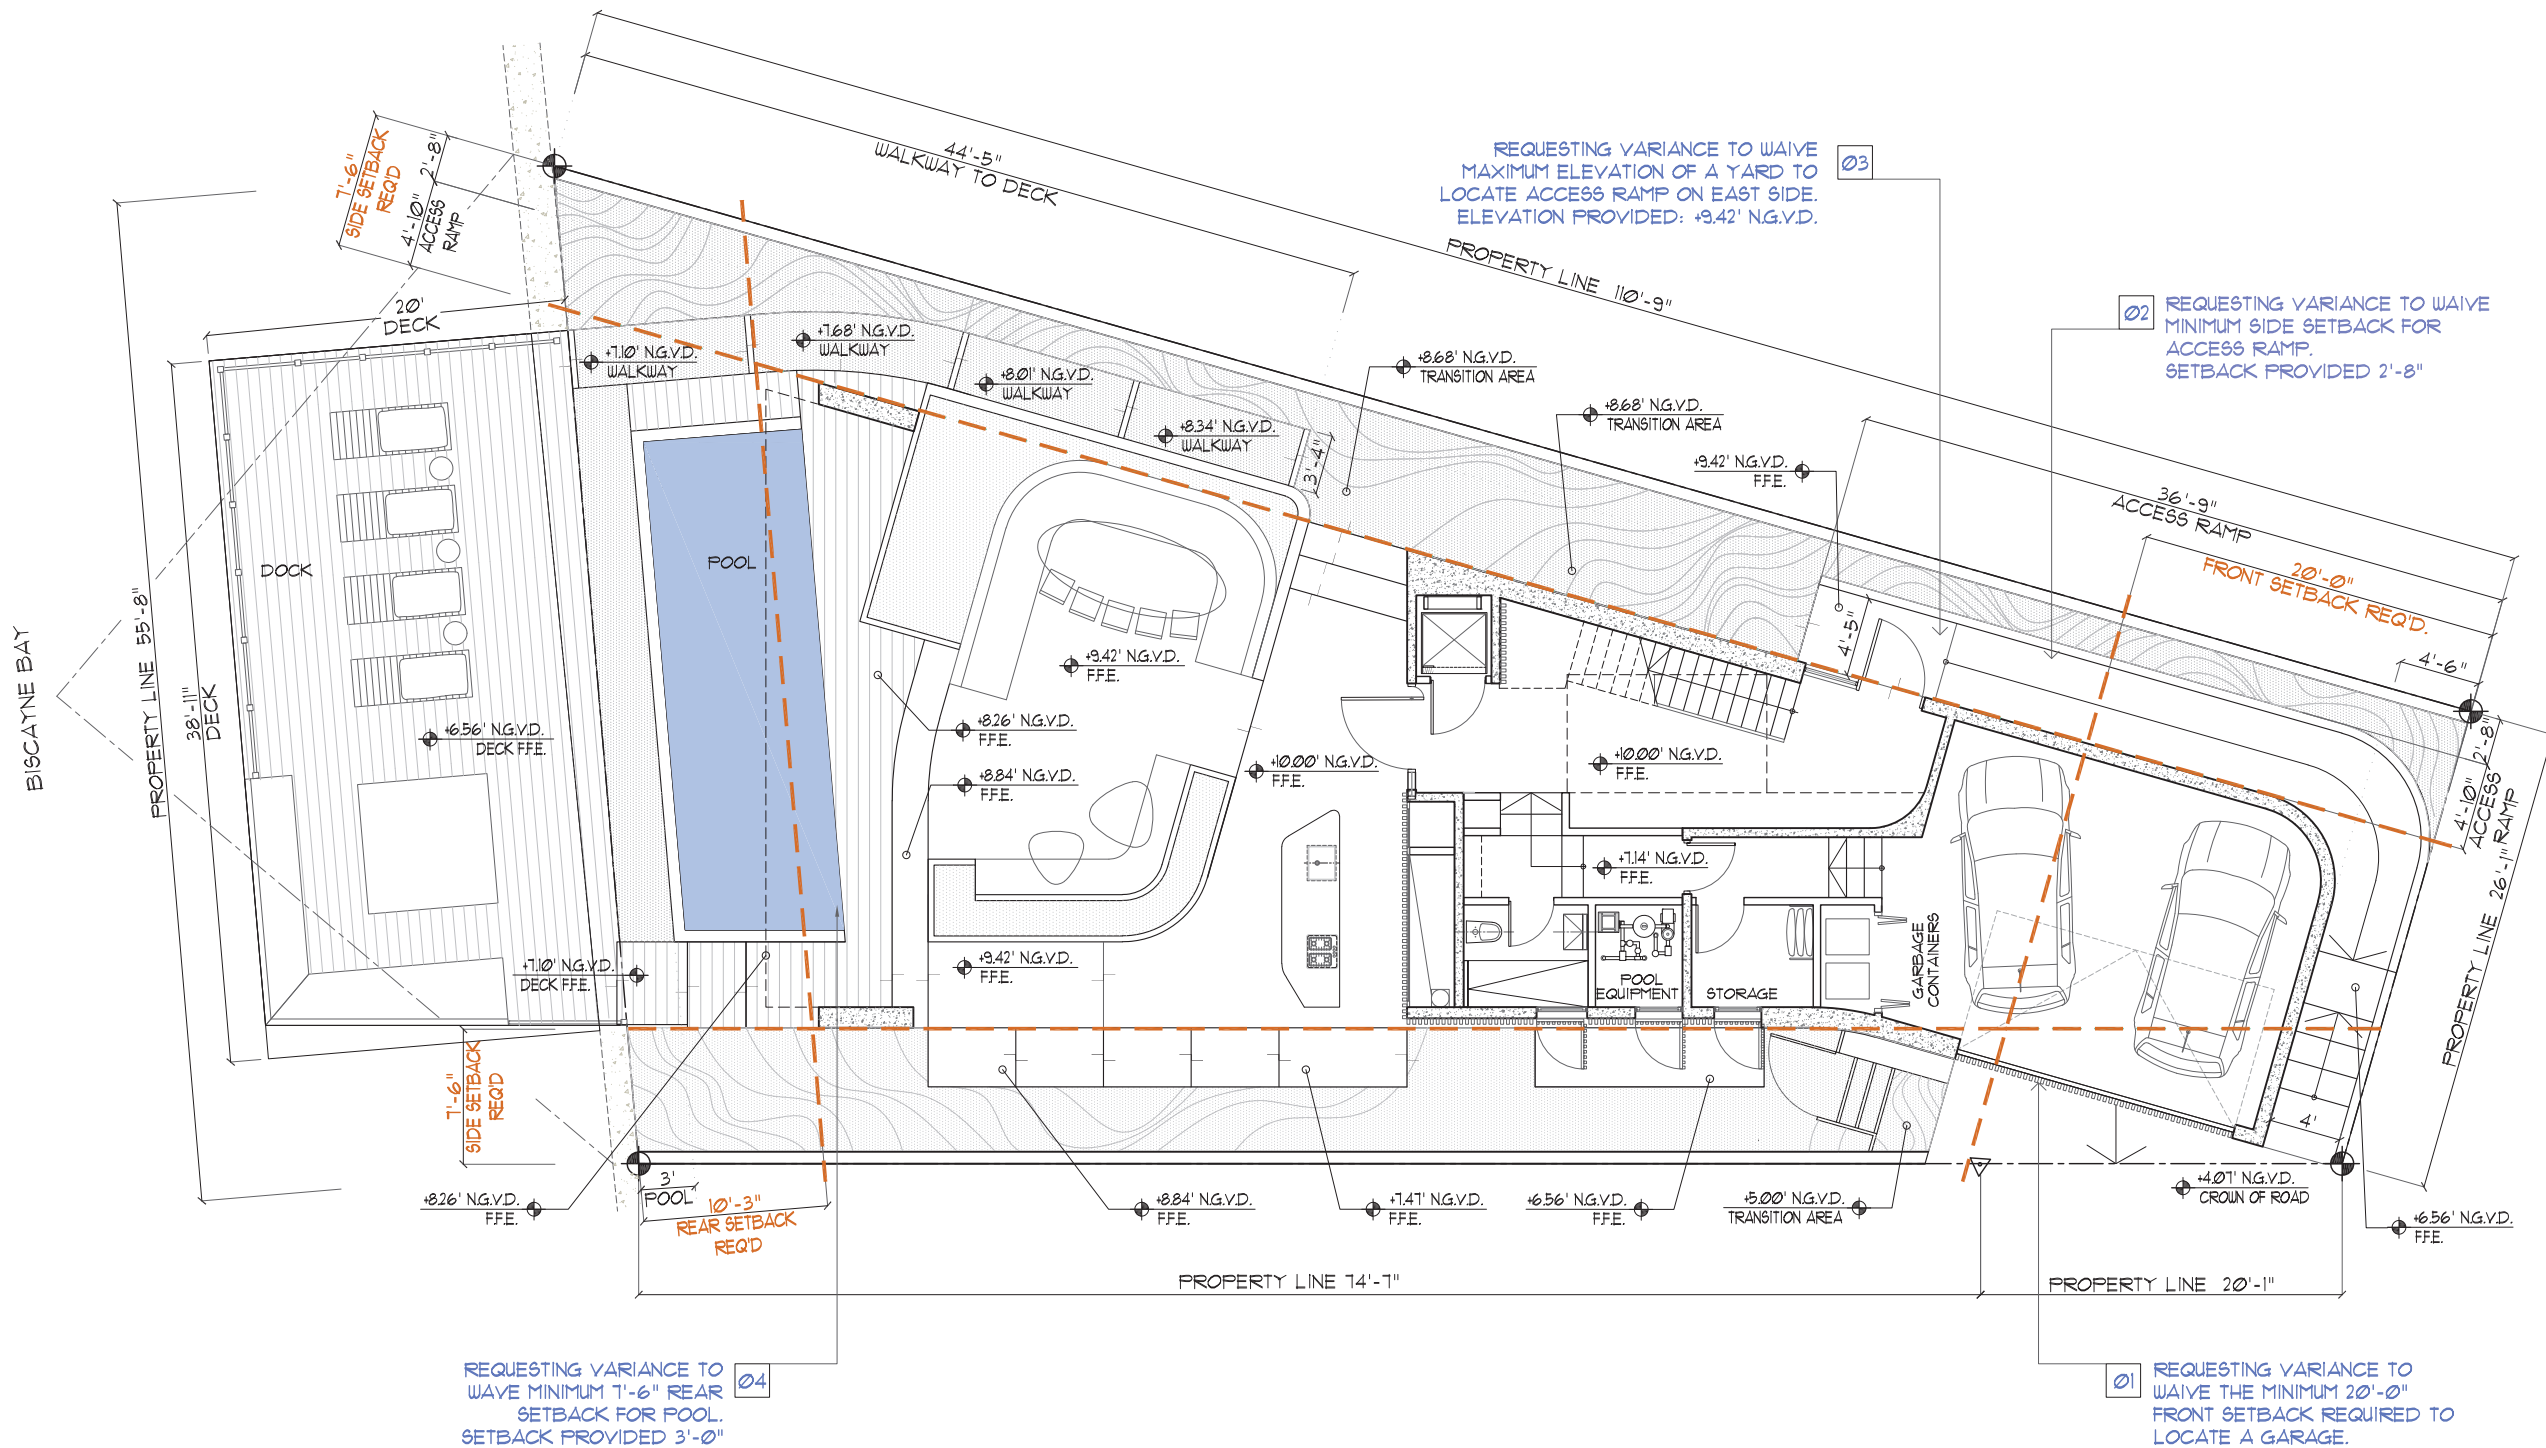 44'-5"
WALKWAY TO DECK
REQUESTING VARIANCE TO WAIVE
MAXIMUM ELEVATION OF A YARD TO
LOCATE ACCESS RAMP ON EAST SIDE.
ELEVATION PROVIDED: +9.42' N.G.V.D.
03
PROPERTY LINE 110'-9"
02
REQUESTING VARIANCE TO WAIVE
MINIMUM SIDE SETBACK FOR
ACCESS RAMP.
SETBACK PROVIDED 2'-8"
7'-6"
SIDE SETBACK
REQ'D
2'-8"
4'-10"
ACCESS
RAMP
20'
DECK
+7.10' N.G.V.D.
WALKWAY
+7.68' N.G.V.D.
WALKWAY
+8.01' N.G.V.D.
WALKWAY
+8.34' N.G.V.D.
WALKWAY
3'-4"
+8.68' N.G.V.D.
TRANSITION AREA
+8.68' N.G.V.D.
TRANSITION AREA
+9.42' N.G.V.D.
F.F.E.
36'-9"
ACCESS RAMP
20'-0"
FRONT SETBACK REQ'D.
4'-6"
4'-5"
2'-8"
4'-10"
ACCESS
RAMP
PROPERTY LINE 26'-1"
BISCAYNE BAY
PROPERTY LINE 55'-8"
38'-11"
DECK
DOCK
POOL
+6.56' N.G.V.D.
DECK F.F.E.
+9.42' N.G.V.D.
F.F.E.
+8.26' N.G.V.D.
F.F.E.
+8.84' N.G.V.D.
F.F.E.
+10.00' N.G.V.D.
F.F.E.
+10.00' N.G.V.D.
F.F.E.
+7.14' N.G.V.D.
F.F.E.
+7.10' N.G.V.D.
DECK F.F.E.
+9.42' N.G.V.D.
F.F.E.
POOL
EQUIPMENT
STORAGE
GARBAGE
CONTAINERS
7'-6"
SIDE SETBACK
REQ'D
4'
3'
POOL
10'-3"
REAR SETBACK
REQ'D
+8.26' N.G.V.D.
F.F.E.
+8.84' N.G.V.D.
F.F.E.
+7.47' N.G.V.D.
F.F.E.
+6.56' N.G.V.D.
F.F.E.
+5.00' N.G.V.D.
TRANSITION AREA
+4.07' N.G.V.D.
CROWN OF ROAD
+6.56' N.G.V.D.
F.F.E.
PROPERTY LINE 74'-7"
PROPERTY LINE 20'-1"
REQUESTING VARIANCE TO
WAVE MINIMUM 7'-6" REAR
SETBACK FOR POOL.
SETBACK PROVIDED 3'-0"
04
01
REQUESTING VARIANCE TO
WAIVE THE MINIMUM 20'-0"
FRONT SETBACK REQUIRED TO
LOCATE A GARAGE.